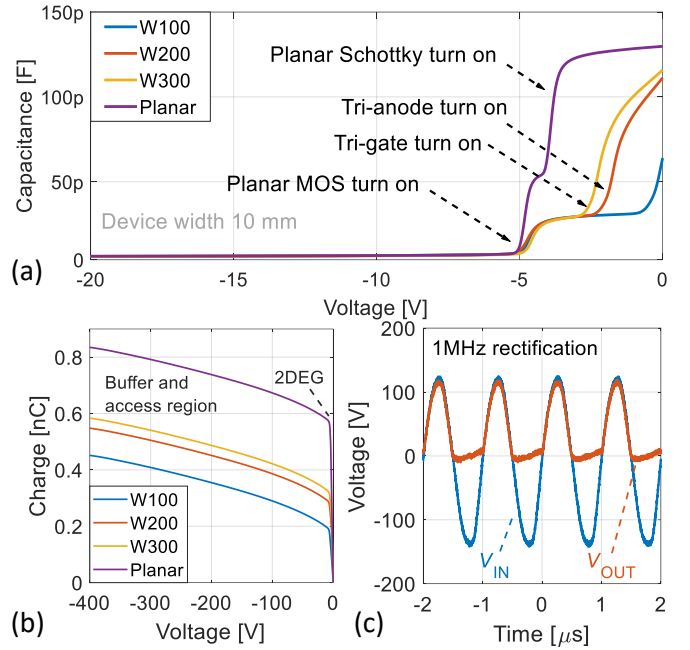 150p
100p
50p
0
Capacitance [F]
W100
W200
W300
Planar
Planar Schottky turn on
Tri-anode turn on
Tri-gate turn on
Planar MOS turn on
Device width 10 mm
(a)
-20
-15
-10
-5
0
Voltage [V]
0.8
0.6
0.4
0.2
0
Charge [nC]
Buffer and
access region
2DEG
W100
W200
W300
Planar
-400
-300
-200
-100
0
(b)
Voltage [V]
200
100
0
-100
-200
Voltage [V]
1MHz rectification
VIN
VOUT
-2
-1
0
1
2
(c)
Time [μs]